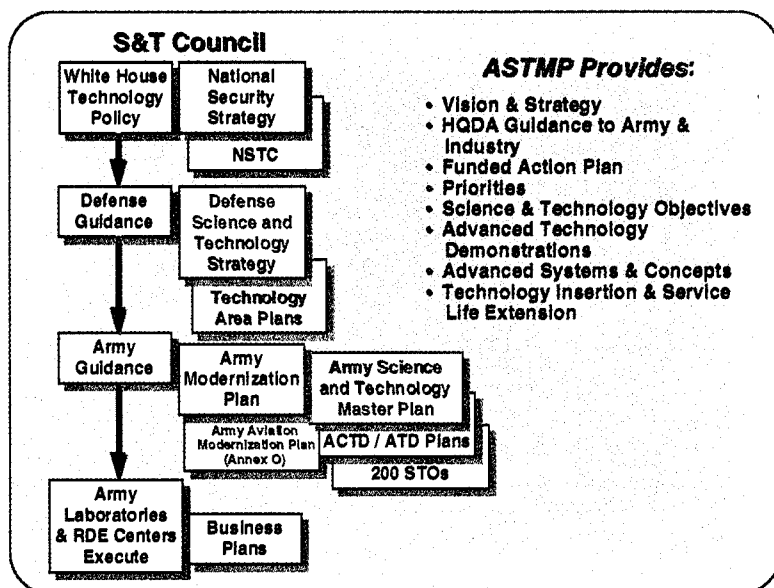 S&T Council
White House
Technology
Policy
National
Security
Strategy
NSTC
Defense
Guidance
Defense
Science and
Technology
Strategy
Technology
Area Plans
Army
Guidance
Army
Modernization
Plan
Army Science
and Technology
Master Plan
Army Aviation
Modernization Plan
(Annex O)
ACTD / ATD Plans
200 STOs
Army
Laboratories
& RDE Centers
Execute
Business
Plans
ASTMP Provides:
• Vision & Strategy
• HQDA Guidance to Army &
Industry
• Funded Action Plan
• Priorities
• Science & Technology Objectives
• Advanced Technology
Demonstrations
• Advanced Systems & Concepts
• Technology Insertion & Service
Life Extension